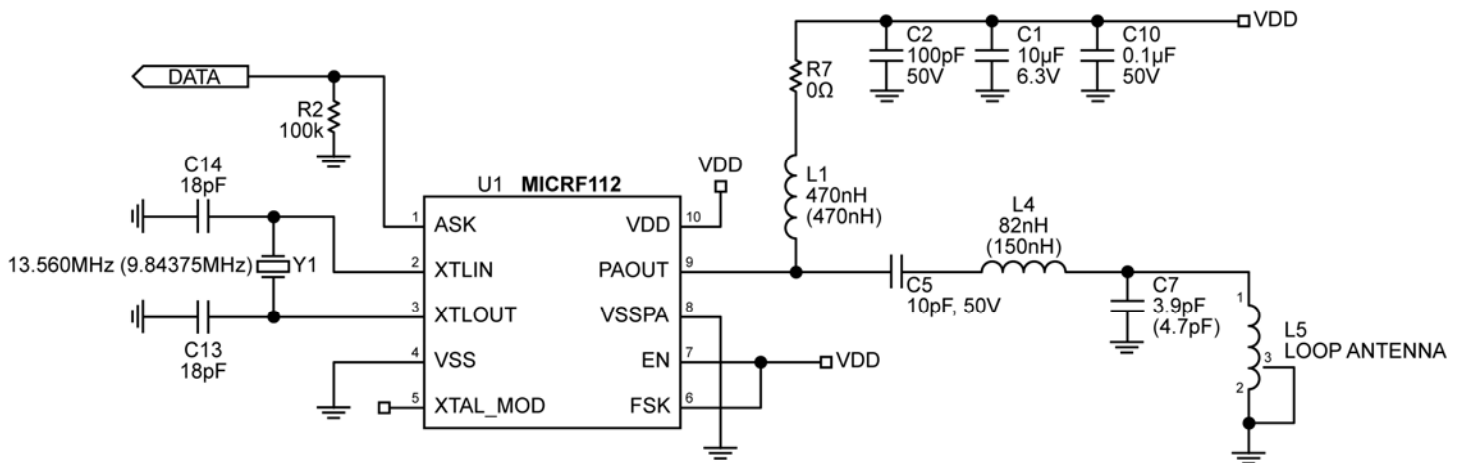 VDD
C2
100pF
50V
C1
10µF
6.3V
C10
0.1µF
50V
R7
0Ω
DATA
R2
100k
C14
18pF
U1 MICRF112
VDD
L1
470nH
(470nH)
L4
82nH
(150nH)
1 ASK
VDD 10
13.560MHz (9.84375MHz) Y1
2 XTLIN
PAOUT 9
C5
10pF, 50V
C7
3.9pF
(4.7pF)
3 XTLOUT
VSSPA 8
C13
18pF
4 VSS
EN 7
VDD
5 XTAL_MOD
FSK 6
1
L5
LOOP ANTENNA
3
2